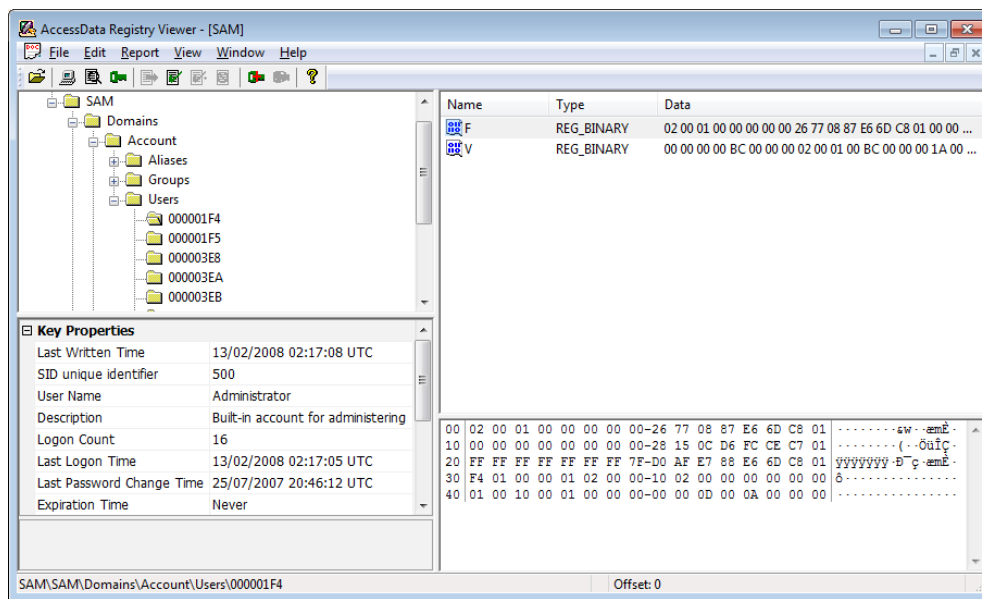 AccessData Registry Viewer - [SAM]
File Edit Report View Window Help
SAM
Domains
Account
Aliases
Groups
Users
000001F4
000001F5
000003E8
000003EA
000003EB
Name Type Data
F REG_BINARY 02 00 01 00 00 00 00 00 26 77 08 87 E6 6D C8 01 00 00 ...
V REG_BINARY 00 00 00 00 BC 00 00 00 02 00 01 00 BC 00 00 00 1A 00 ...
Key Properties
Last Written Time 13/02/2008 02:17:08 UTC
SID unique identifier 500
User Name Administrator
Description Built-in account for administering
Logon Count 16
Last Logon Time 13/02/2008 02:17:05 UTC
Last Password Change Time 25/07/2007 20:46:12 UTC
Expiration Time Never
00 02 00 01 00 00 00 00 00-26 77 08 87 E6 6D C8 01 ········&w··æmÈ·
10 00 00 00 00 00 00 00 00-28 15 0C D6 FC CE C7 01 ········(··ÖüÎÇ·
20 FF FF FF FF FF FF FF 7F-D0 AF E7 88 E6 6D C8 01 ÿÿÿÿÿÿÿ·Ð¯ç·æmÈ·
30 F4 01 00 00 01 02 00 00-10 02 00 00 00 00 00 00 ô···············
40 01 00 10 00 01 00 00 00-00 00 0D 00 0A 00 00 00 ················
SAM\SAM\Domains\Account\Users\000001F4 Offset: 0